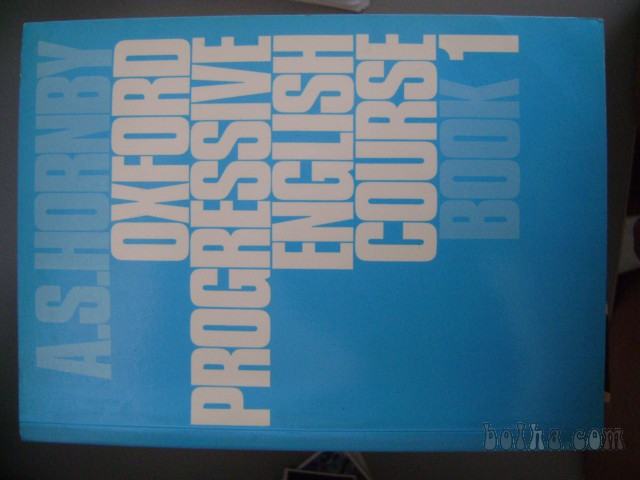 A.S.HORNBY
OXFORD
PROGRESSIVE
ENGLISH
COURSE
BOOK 1
bolha.com